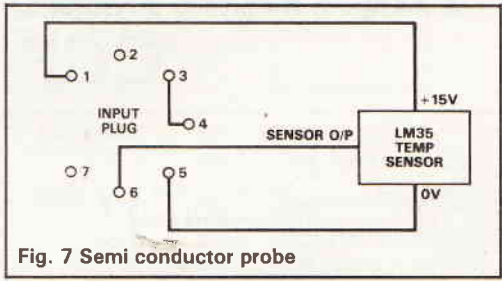 2
1
3
+15V
INPUT
PLUG
4
SENSOR O/P
LM35
TEMP
SENSOR
7
5
6
0V
Fig. 7 Semi conductor probe